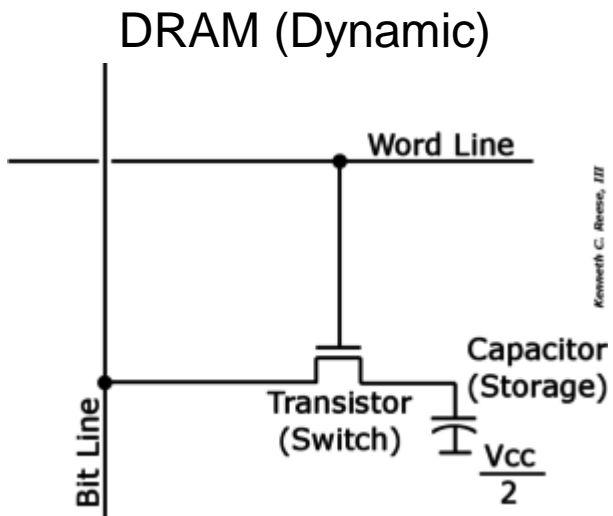 DRAM (Dynamic)
Word Line
Kenneth C. Reese, III
Capacitor
(Storage)
Transistor
(Switch)
Vcc
2
Bit Line